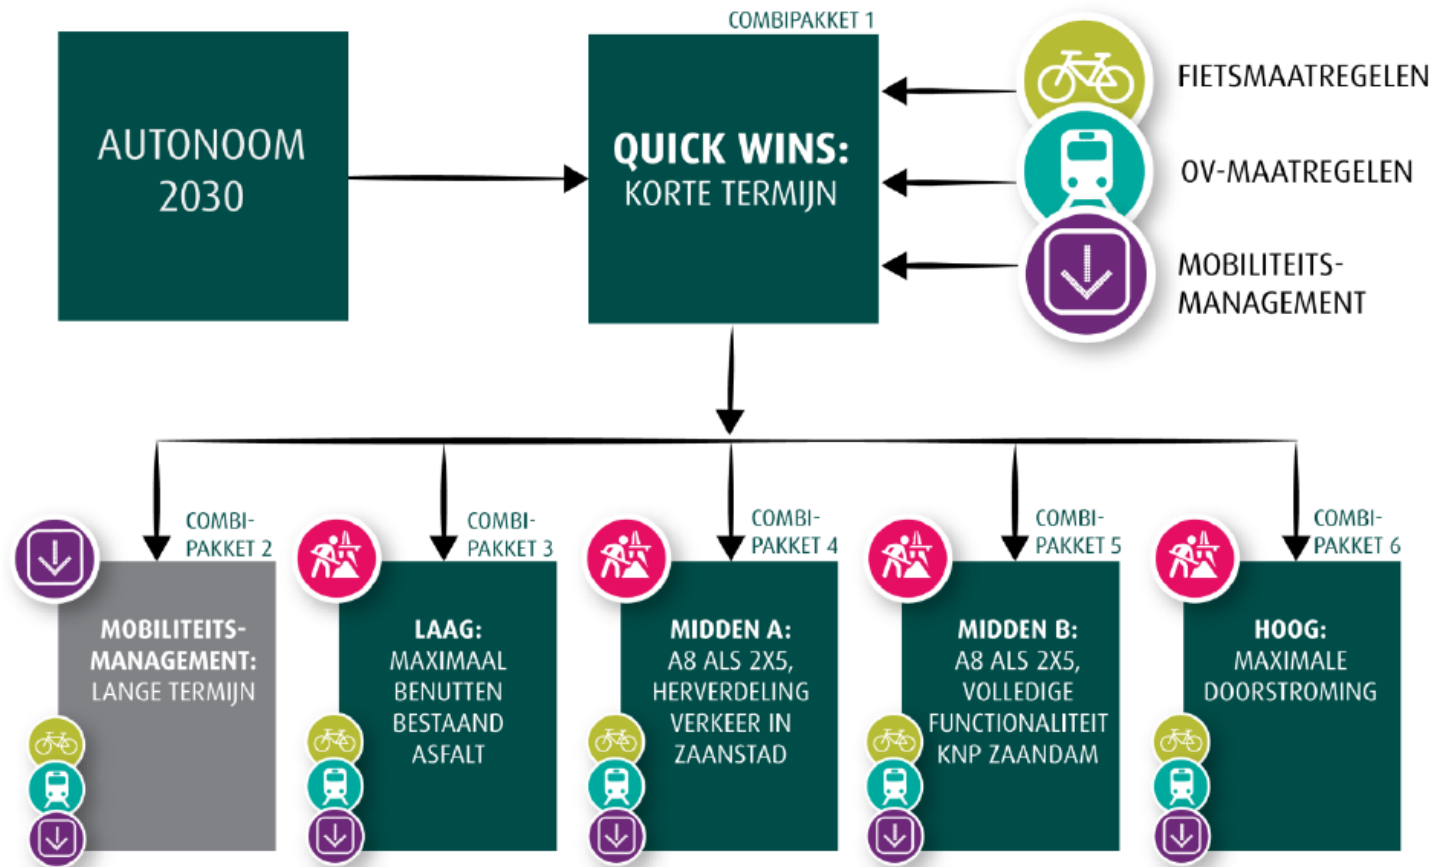 COMBIPAKKET 1
AUTONOOM
2030
QUICK WINS:
KORTE TERMIJN
FIETSMAATREGELEN
OV-MAATREGELEN
MOBILITEITS-
MANAGEMENT
COMBI-
PAKKET 2
MOBILITEITS-
MANAGEMENT:
LANGE TERMIJN
COMBI-
PAKKET 3
LAAG:
MAXIMAAL
BENUTTEN
BESTAAND
ASFALT
COMBI-
PAKKET 4
MIDDEN A:
A8 ALS 2X5,
HERVERDELING
VERKEER IN
ZAANSTAD
COMBI-
PAKKET 5
MIDDEN B:
A8 ALS 2X5,
VOLLEDIGE
FUNCTIONALITEIT
KNP ZAANDAM
COMBI-
PAKKET 6
HOOG:
MAXIMALE
DOORSTROMING